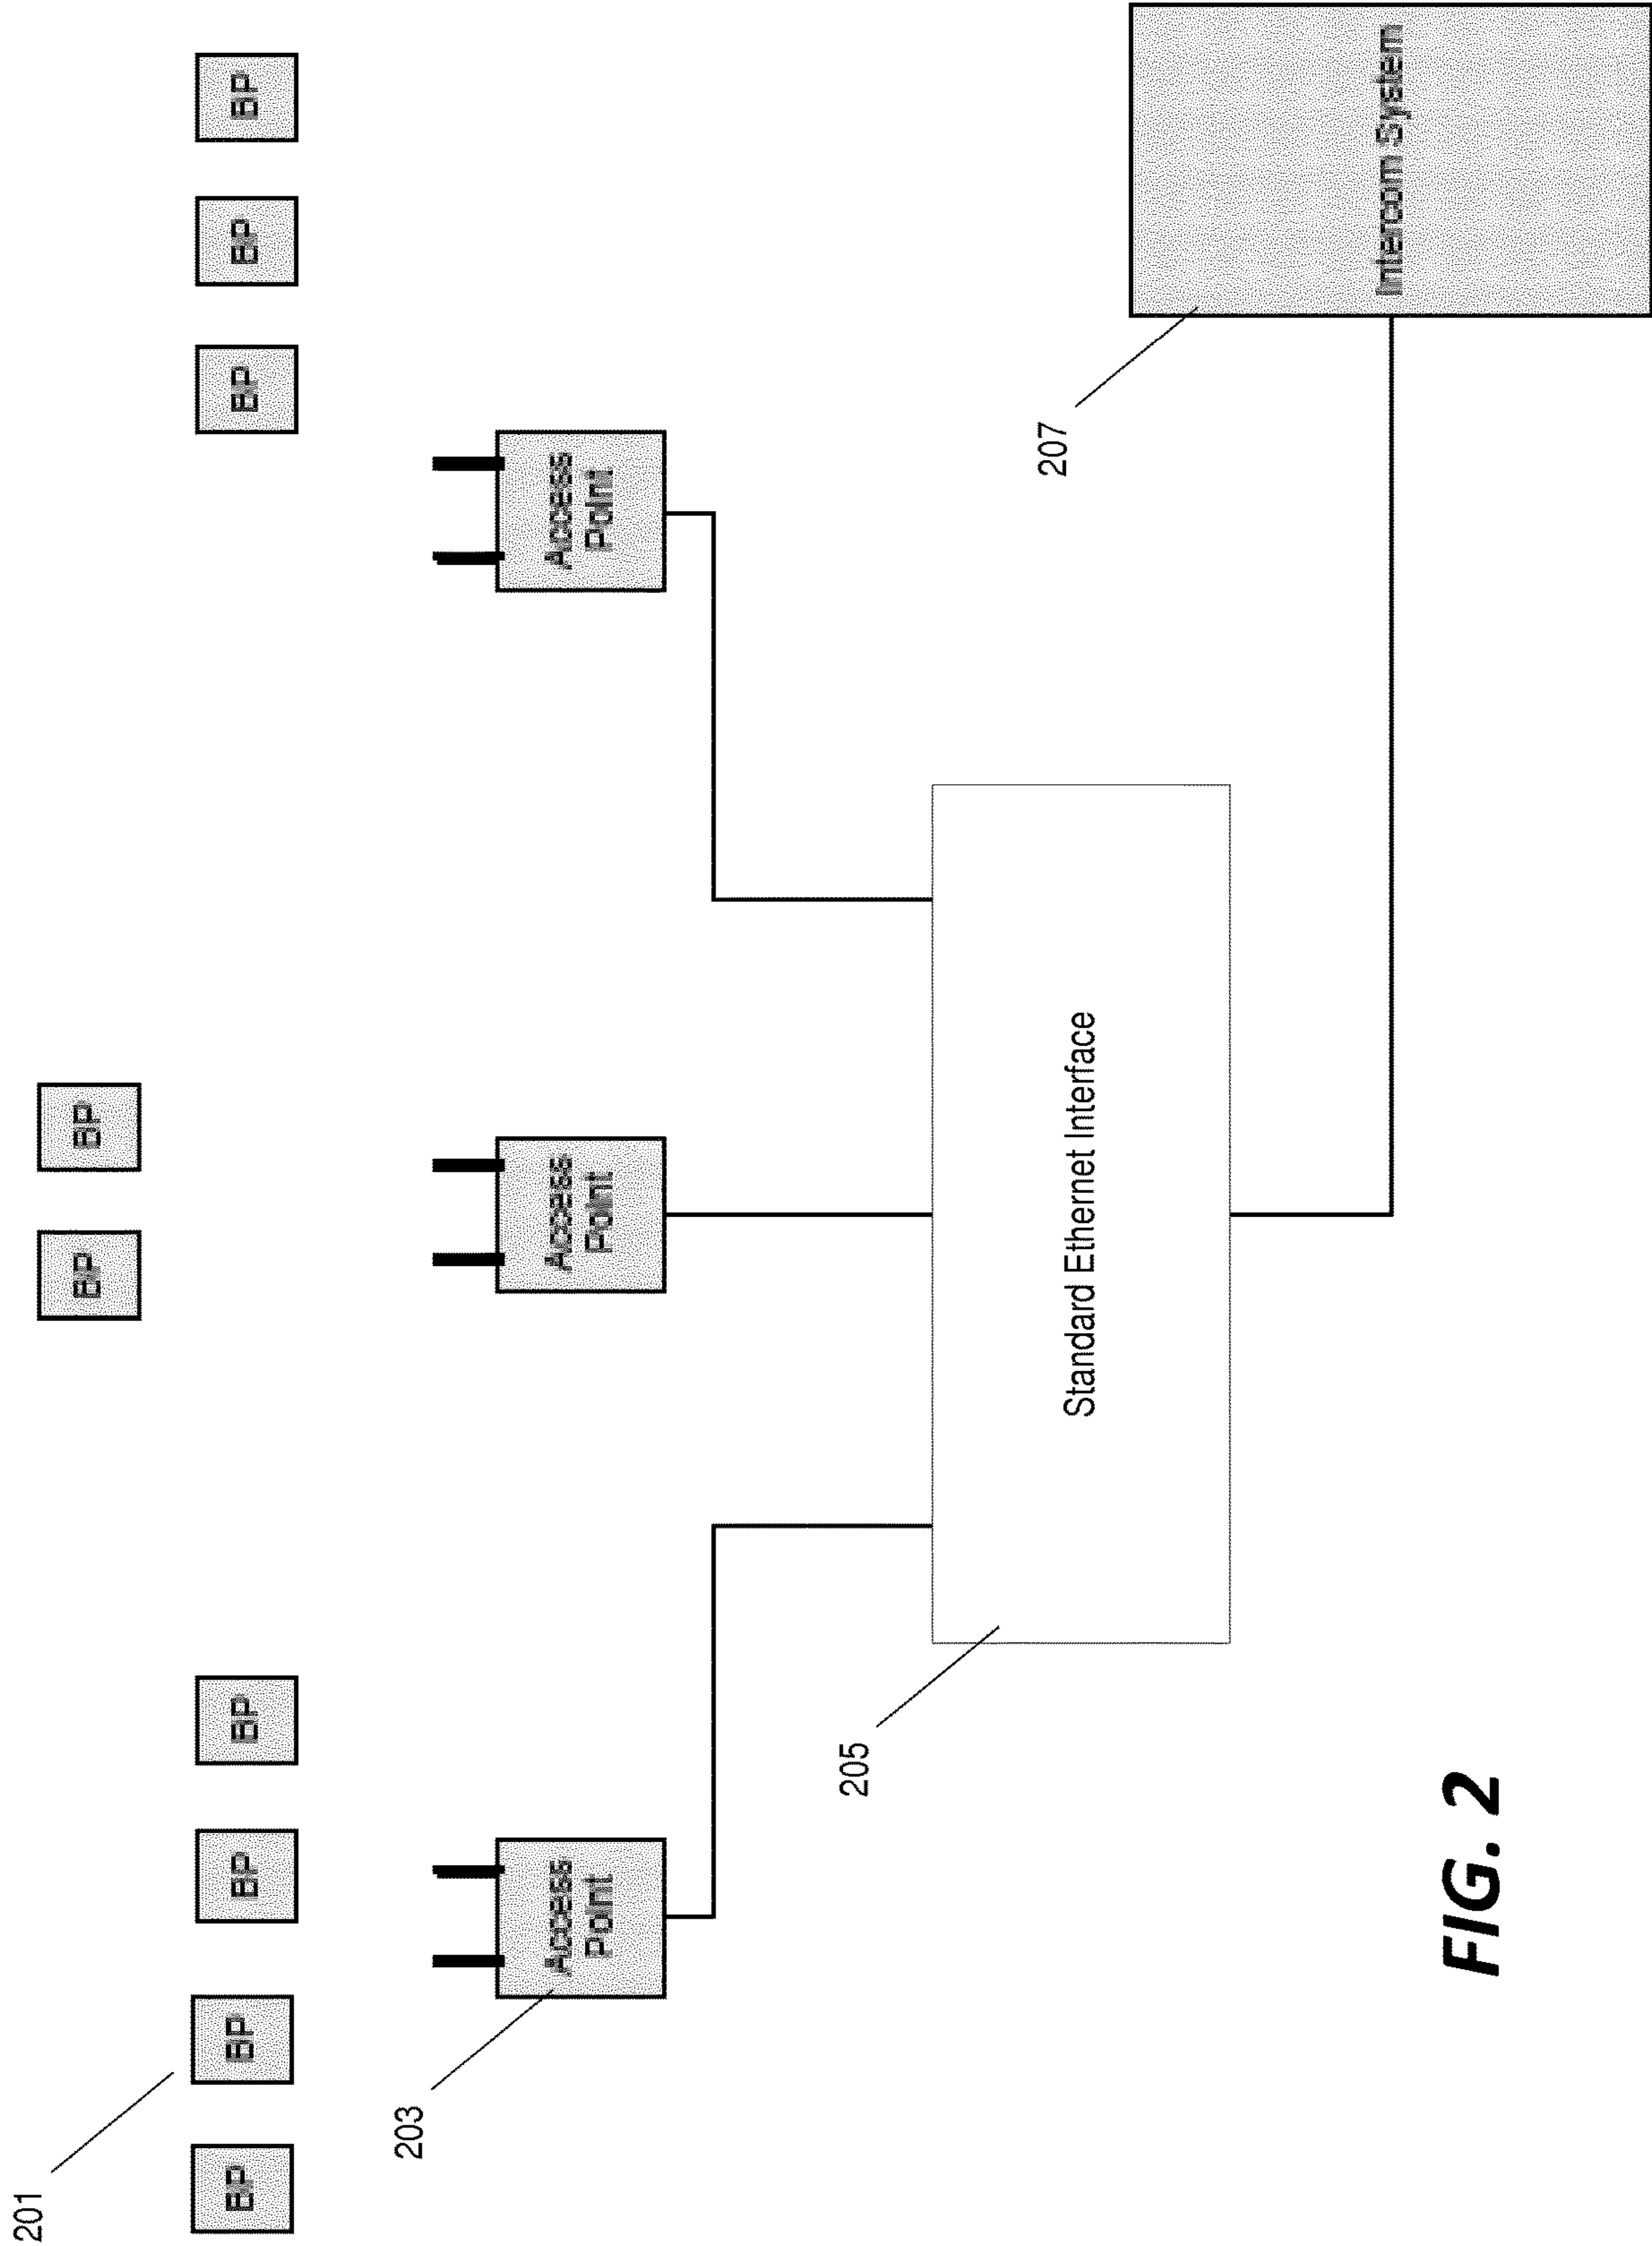 201
BP
BP
BP
BP
BP
BP
BP
BP
BP
203
Access
Point
Access
Point
Access
Point
205
207
Standard Ethernet Interface
Intercom System
FIG. 2